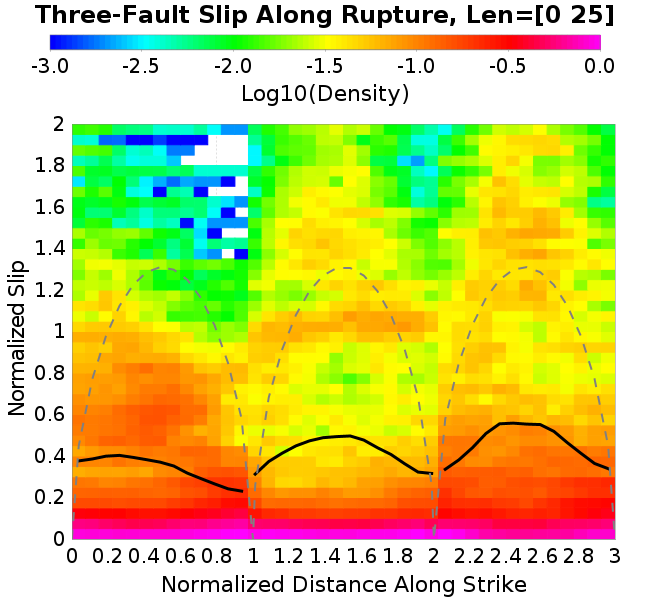 Three-Fault Slip Along Rupture, Len=[0 25]
-3.0 -2.5 -2.0 -1.5 -1.0 -0.5 0.0
Log10(Density)
2
1.8
1.6
1.4
1.2
1
0.8
0.6
0.4
0.2
0
Normalized Slip
0 0.2 0.4 0.6 0.8 1 1.2 1.4 1.6 1.8 2 2.2 2.4 2.6 2.8 3
Normalized Distance Along Strike